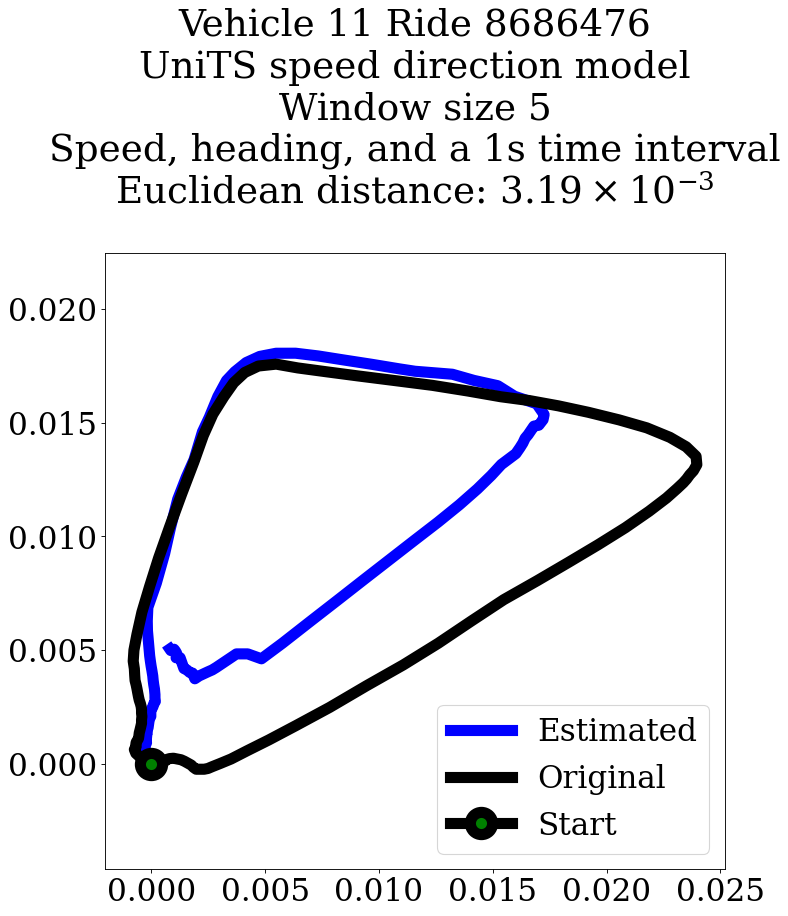 Vehicle 11 Ride 8686476
UniTS speed direction model
Window size 5
Speed, heading, and a 1s time interval
Euclidean distance: 3.19 × 10⁻³
0.020
0.015
0.010
0.005
0.000
Estimated
Original
Start
0.000 0.005 0.010 0.015 0.020 0.025